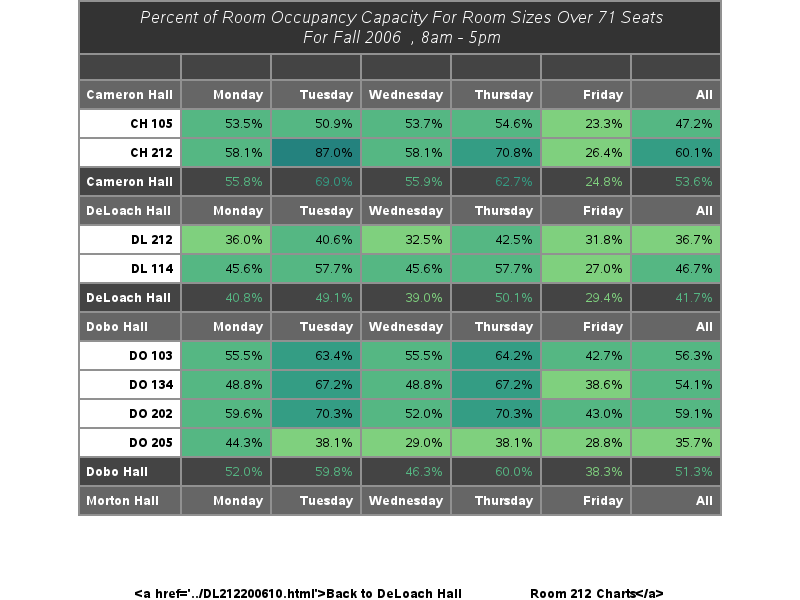 Percent of Room Occupancy Capacity For Room Sizes Over 71 Seats
For Fall 2006 , 8am - 5pm
Cameron Hall Monday Tuesday Wednesday Thursday Friday All
CH 105 53.5% 50.9% 53.7% 54.6% 23.3% 47.2%
CH 212 58.1% 87.0% 58.1% 70.8% 26.4% 60.1%
Cameron Hall 55.8% 69.0% 55.9% 62.7% 24.8% 53.6%
DeLoach Hall Monday Tuesday Wednesday Thursday Friday All
DL 212 36.0% 40.6% 32.5% 42.5% 31.8% 36.7%
DL 114 45.6% 57.7% 45.6% 57.7% 27.0% 46.7%
DeLoach Hall 40.8% 49.1% 39.0% 50.1% 29.4% 41.7%
Dobo Hall Monday Tuesday Wednesday Thursday Friday All
DO 103 55.5% 63.4% 55.5% 64.2% 42.7% 56.3%
DO 134 48.8% 67.2% 48.8% 67.2% 38.6% 54.1%
DO 202 59.6% 70.3% 52.0% 70.3% 43.0% 59.1%
DO 205 44.3% 38.1% 29.0% 38.1% 28.8% 35.7%
Dobo Hall 52.0% 59.8% 46.3% 60.0% 38.3% 51.3%
Morton Hall Monday Tuesday Wednesday Thursday Friday All
<a href='../DL212200610.html'>Back to DeLoach Hall Room 212 Charts</a>